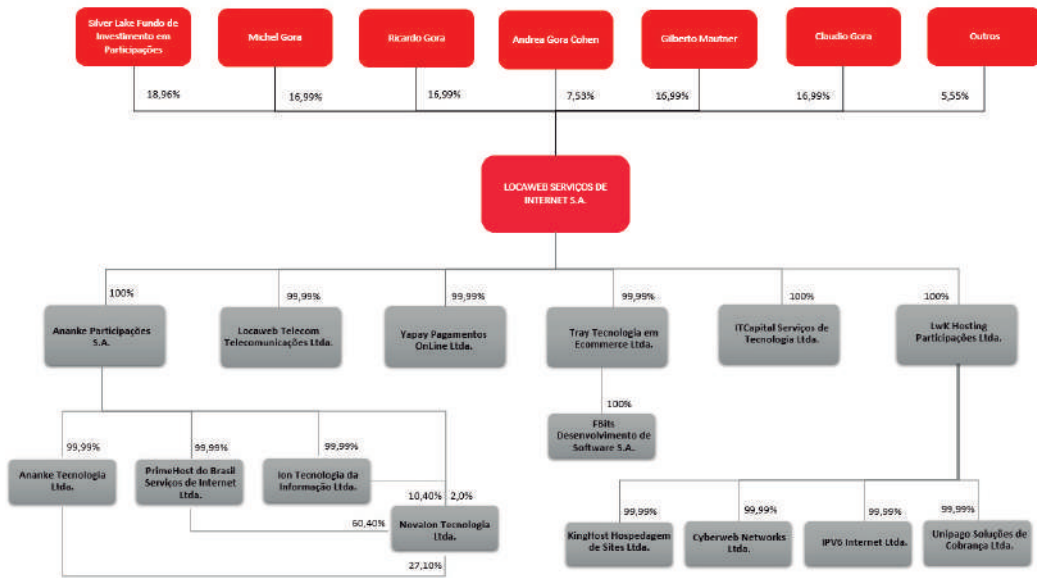 Silver Lake Fundo de
Investimento em
Participações
Michel Gora
Ricardo Gora
Andrea Gora Cohen
Gilberto Mautner
Claudio Gora
Outros
18,96%
16,99%
16,99%
7,53%
16,99%
16,99%
5,55%
LOCAWEB SERVIÇOS DE
INTERNET S.A.
100%
99,99%
99,99%
99,99%
100%
100%
Ananke Participações
S.A.
Locaweb Telecom
Telecomunicações Ltda.
Yapay Pagamentos
OnLine Ltda.
Tray Tecnologia em
Ecommerce Ltda.
ITCapital Serviços de
Tecnologia Ltda.
LwK Hosting
Participações Ltda.
100%
FBits
Desenvolvimento de
Software S.A.
99,99%
99,99%
99,99%
Ananke Tecnologia
Ltda.
PrimeHost do Brasil
Serviços de Internet
Ltda.
Ion Tecnologia da
Informação Ltda.
10,40%
2,0%
60,40%
Novalon Tecnologia
Ltda.
27,10%
99,99%
99,99%
99,99%
99,99%
KingHost Hospedagem
de Sites Ltda.
Cyberweb Networks
Ltda.
IPV6 Internet Ltda.
Unipago Soluções de
Cobrança Ltda.